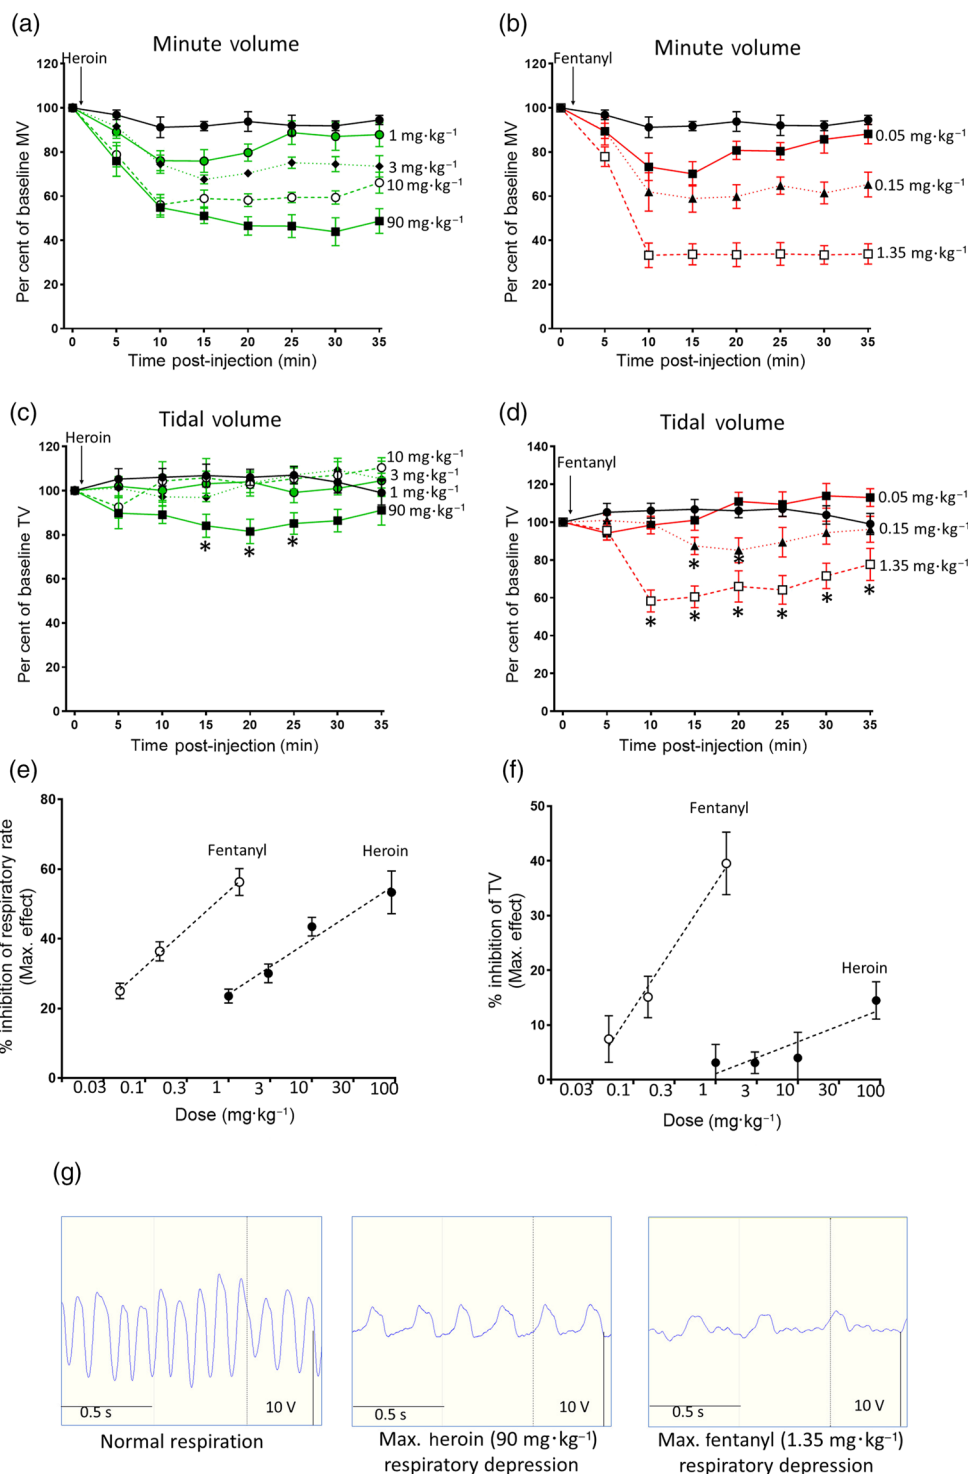 (a)
Minute volume
Heroin
120
100
80
60
40
20
0
Per cent of baseline MV
1 mg·kg⁻¹
3 mg·kg⁻¹
10 mg·kg⁻¹
90 mg·kg⁻¹
0 5 10 15 20 25 30 35
Time post-injection (min)
(b)
Minute volume
Fentanyl
120
100
80
60
40
20
0
Per cent of baseline MV
0.05 mg·kg⁻¹
0.15 mg·kg⁻¹
1.35 mg·kg⁻¹
0 5 10 15 20 25 30 35
Time post-injection (min)
(c)
Tidal volume
Heroin
120
100
80
60
40
20
0
Per cent of baseline TV
10 mg·kg⁻¹
3 mg·kg⁻¹
1 mg·kg⁻¹
90 mg·kg⁻¹
* * *
0 5 10 15 20 25 30 35
Time post-injection (min)
(d)
Tidal volume
Fentanyl
140
120
100
80
60
40
20
0
Per cent of baseline TV
0.05 mg·kg⁻¹
0.15 mg·kg⁻¹
1.35 mg·kg⁻¹
* *
* * * * * *
0 5 10 15 20 25 30 35
Time post-injection (min)
(e)
80
60
40
20
0
% inhibition of respiratory rate
(Max. effect)
Fentanyl
Heroin
0.03 0.1 0.3 1 3 10 30 100
Dose (mg·kg⁻¹)
(f)
50
40
30
20
10
0
% inhibition of TV
(Max. effect)
Fentanyl
Heroin
0.03 0.1 0.3 1 3 10 30 100
Dose (mg·kg⁻¹)
(g)
0.5 s
10 V
Normal respiration
0.5 s
10 V
Max. heroin (90 mg·kg⁻¹)
respiratory depression
0.5 s
10 V
Max. fentanyl (1.35 mg·kg⁻¹)
respiratory depression